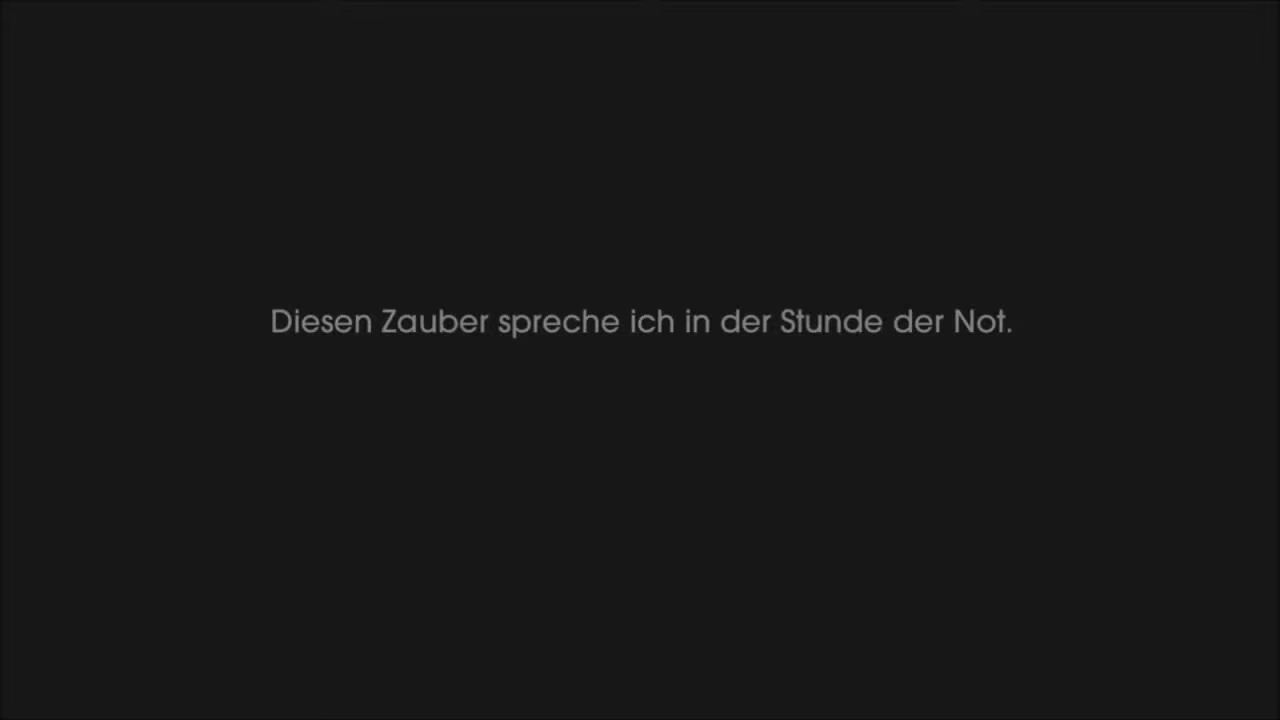 Diesen Zauber spreche ich in der Stunde der Not.